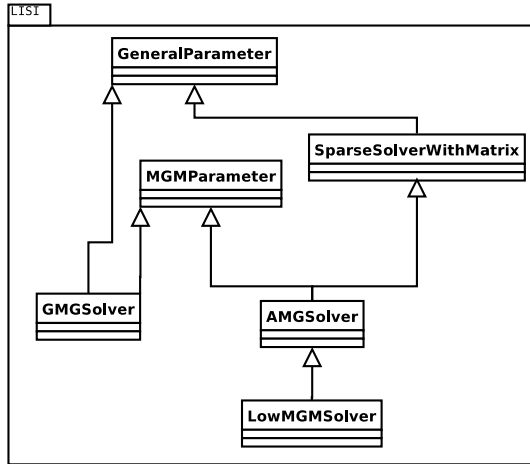 LISI
GeneralParameter
SparseSolverWithMatrix
MGMParameter
GMGSolver
AMGSolver
LowMGMSolver